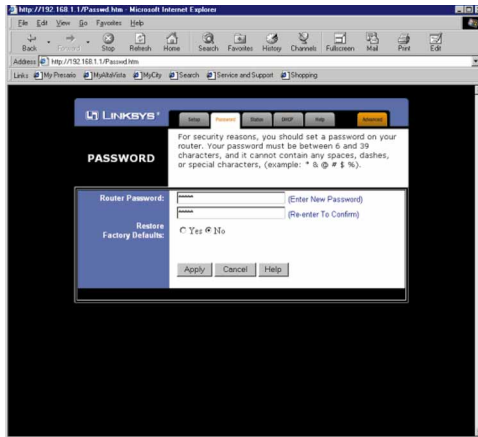 http://192.168.1.1/Passwd.htm - Microsoft Internet Explorer
File Edit View Go Favorites Help
Back Forward Stop Refresh Home Search Favorites History Channels Fullscreen Mail Print Edit
Address http://192.168.1.1/Passwd.htm
Links My Presario MyAltaVista MyCity Search Service and Support Shopping
LINKSYS®
Setup Password Status DHCP Help Advanced
PASSWORD
For security reasons, you should set a password on your
router. Your password must be between 6 and 39
characters, and it cannot contain any spaces, dashes,
or special characters, (example: * & @ # $ %).
Router Password:
(Enter New Password)
(Re-enter To Confirm)
Restore
Factory Defaults:
Yes No
Apply Cancel Help